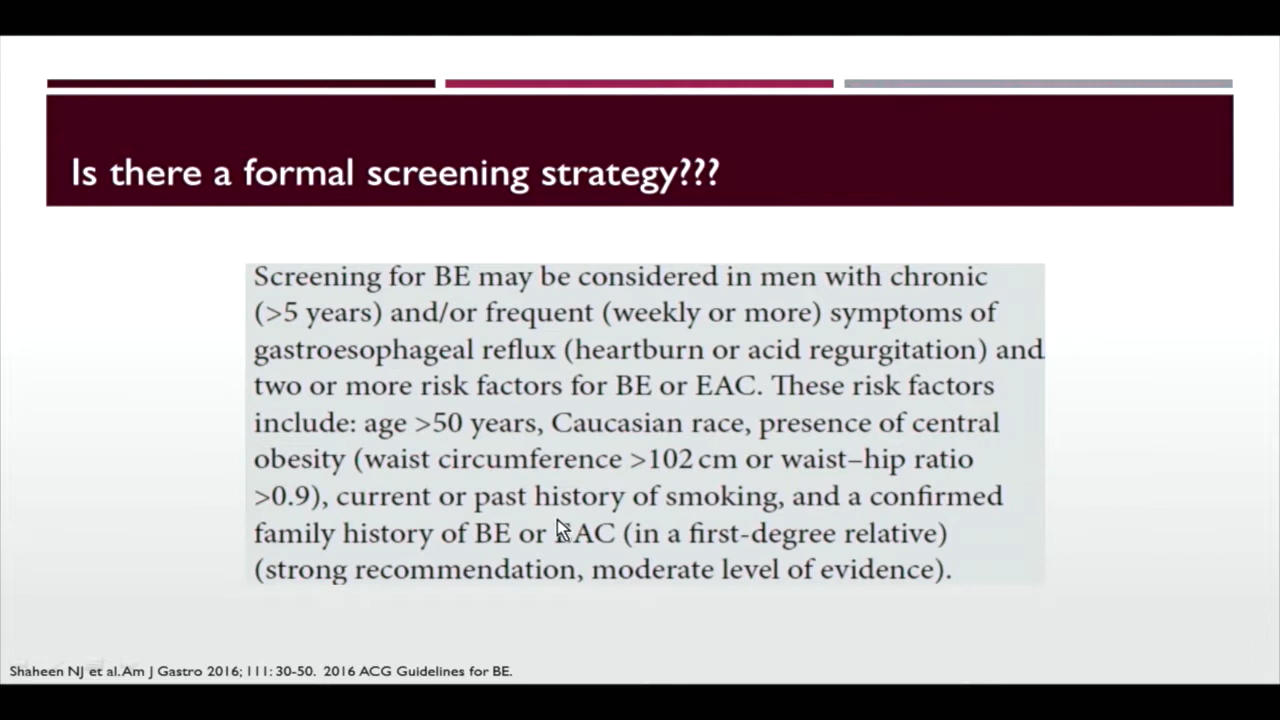 Is there a formal screening strategy???
Screening for BE may be considered in men with chronic
(>5 years) and/or frequent (weekly or more) symptoms of
gastroesophageal reflux (heartburn or acid regurgitation) and
two or more risk factors for BE or EAC. These risk factors
include: age >50 years, Caucasian race, presence of central
obesity (waist circumference >102 cm or waist–hip ratio
>0.9), current or past history of smoking, and a confirmed
family history of BE or EAC (in a first-degree relative)
(strong recommendation, moderate level of evidence).
Shaheen NJ et al. Am J Gastro 2016; 111: 30-50. 2016 ACG Guidelines for BE.